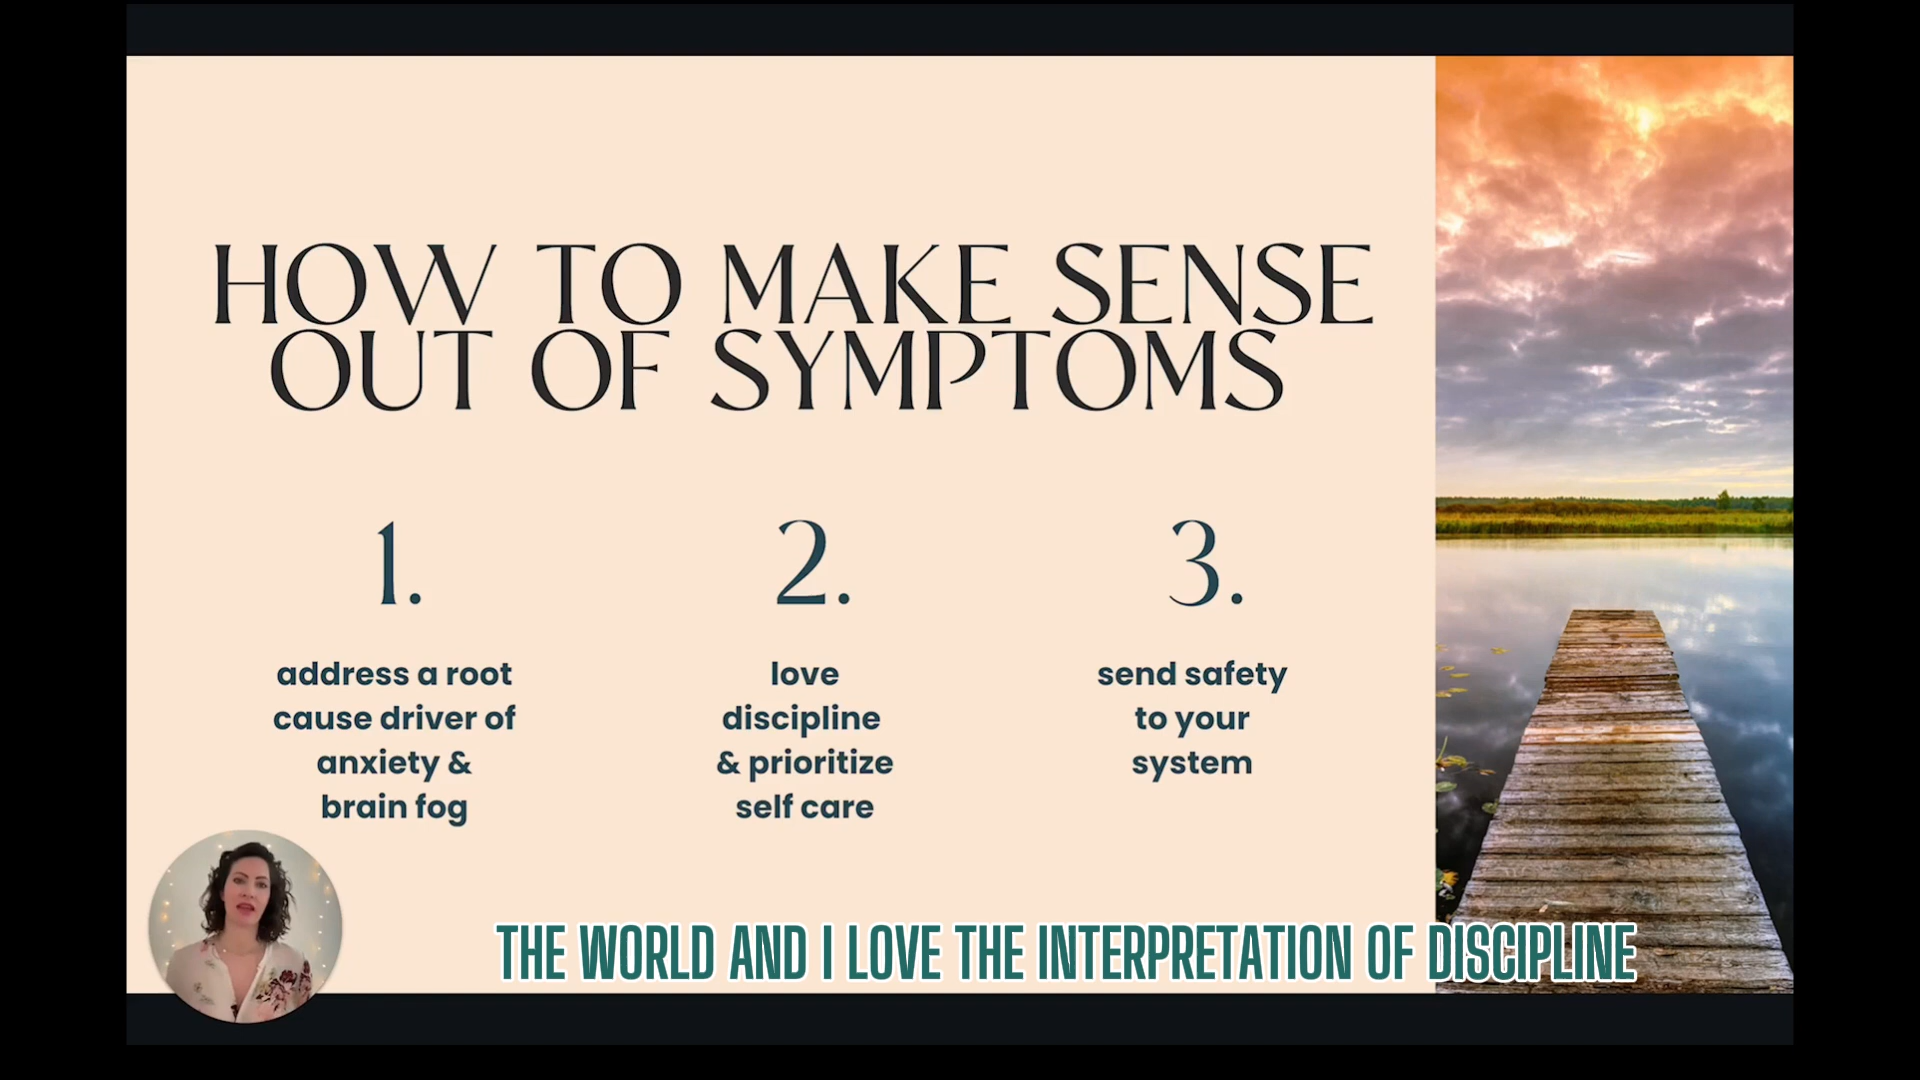 HOW TO MAKE SENSE
OUT OF SYMPTOMS
1.
address a root
cause driver of
anxiety &
brain fog
2.
love
discipline
& prioritize
self care
3.
send safety
to your
system
THE WORLD AND I LOVE THE INTERPRETATION OF DISCIPLINE